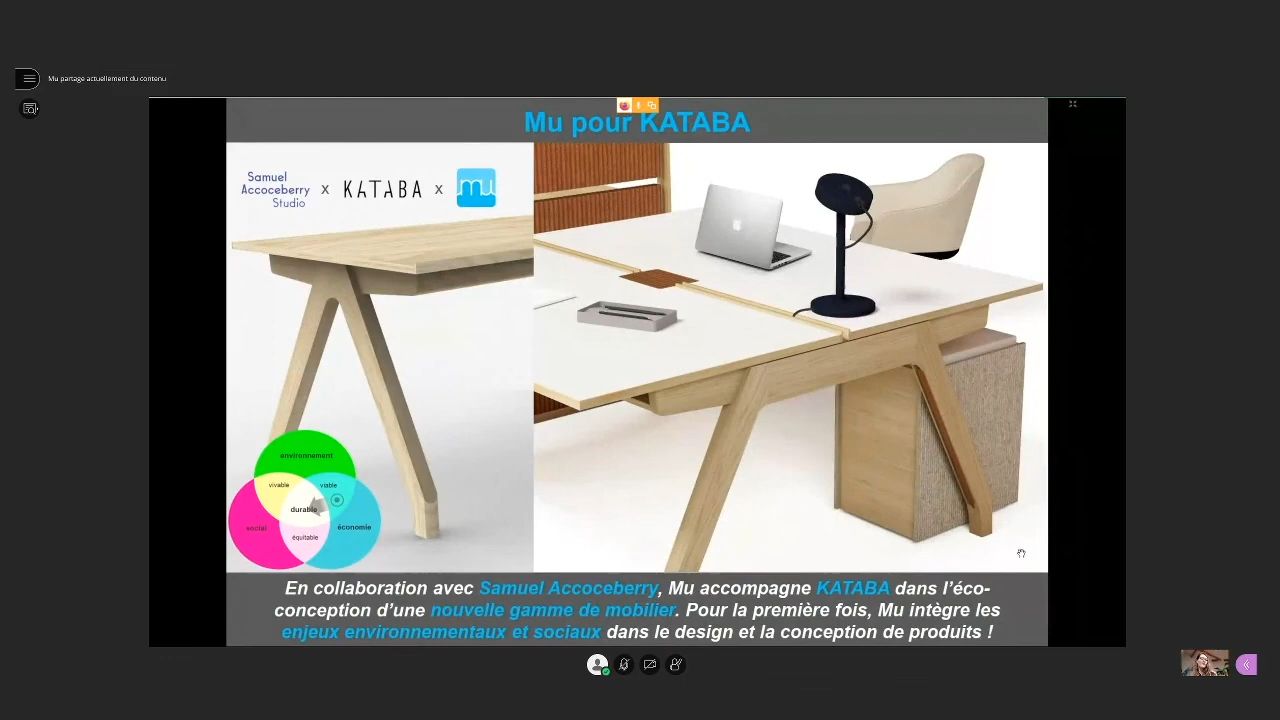 Mu partage actuellement du contenu
Mu pour KATABA
Samuel
Accoceberry
Studio
x
KATABA
x
mu
environnement
vivable
viable
durable
social
économie
équitable
En collaboration avec Samuel Accoceberry, Mu accompagne KATABA dans l’éco-
conception d’une nouvelle gamme de mobilier. Pour la première fois, Mu intègre les
enjeux environnementaux et sociaux dans le design et la conception de produits !